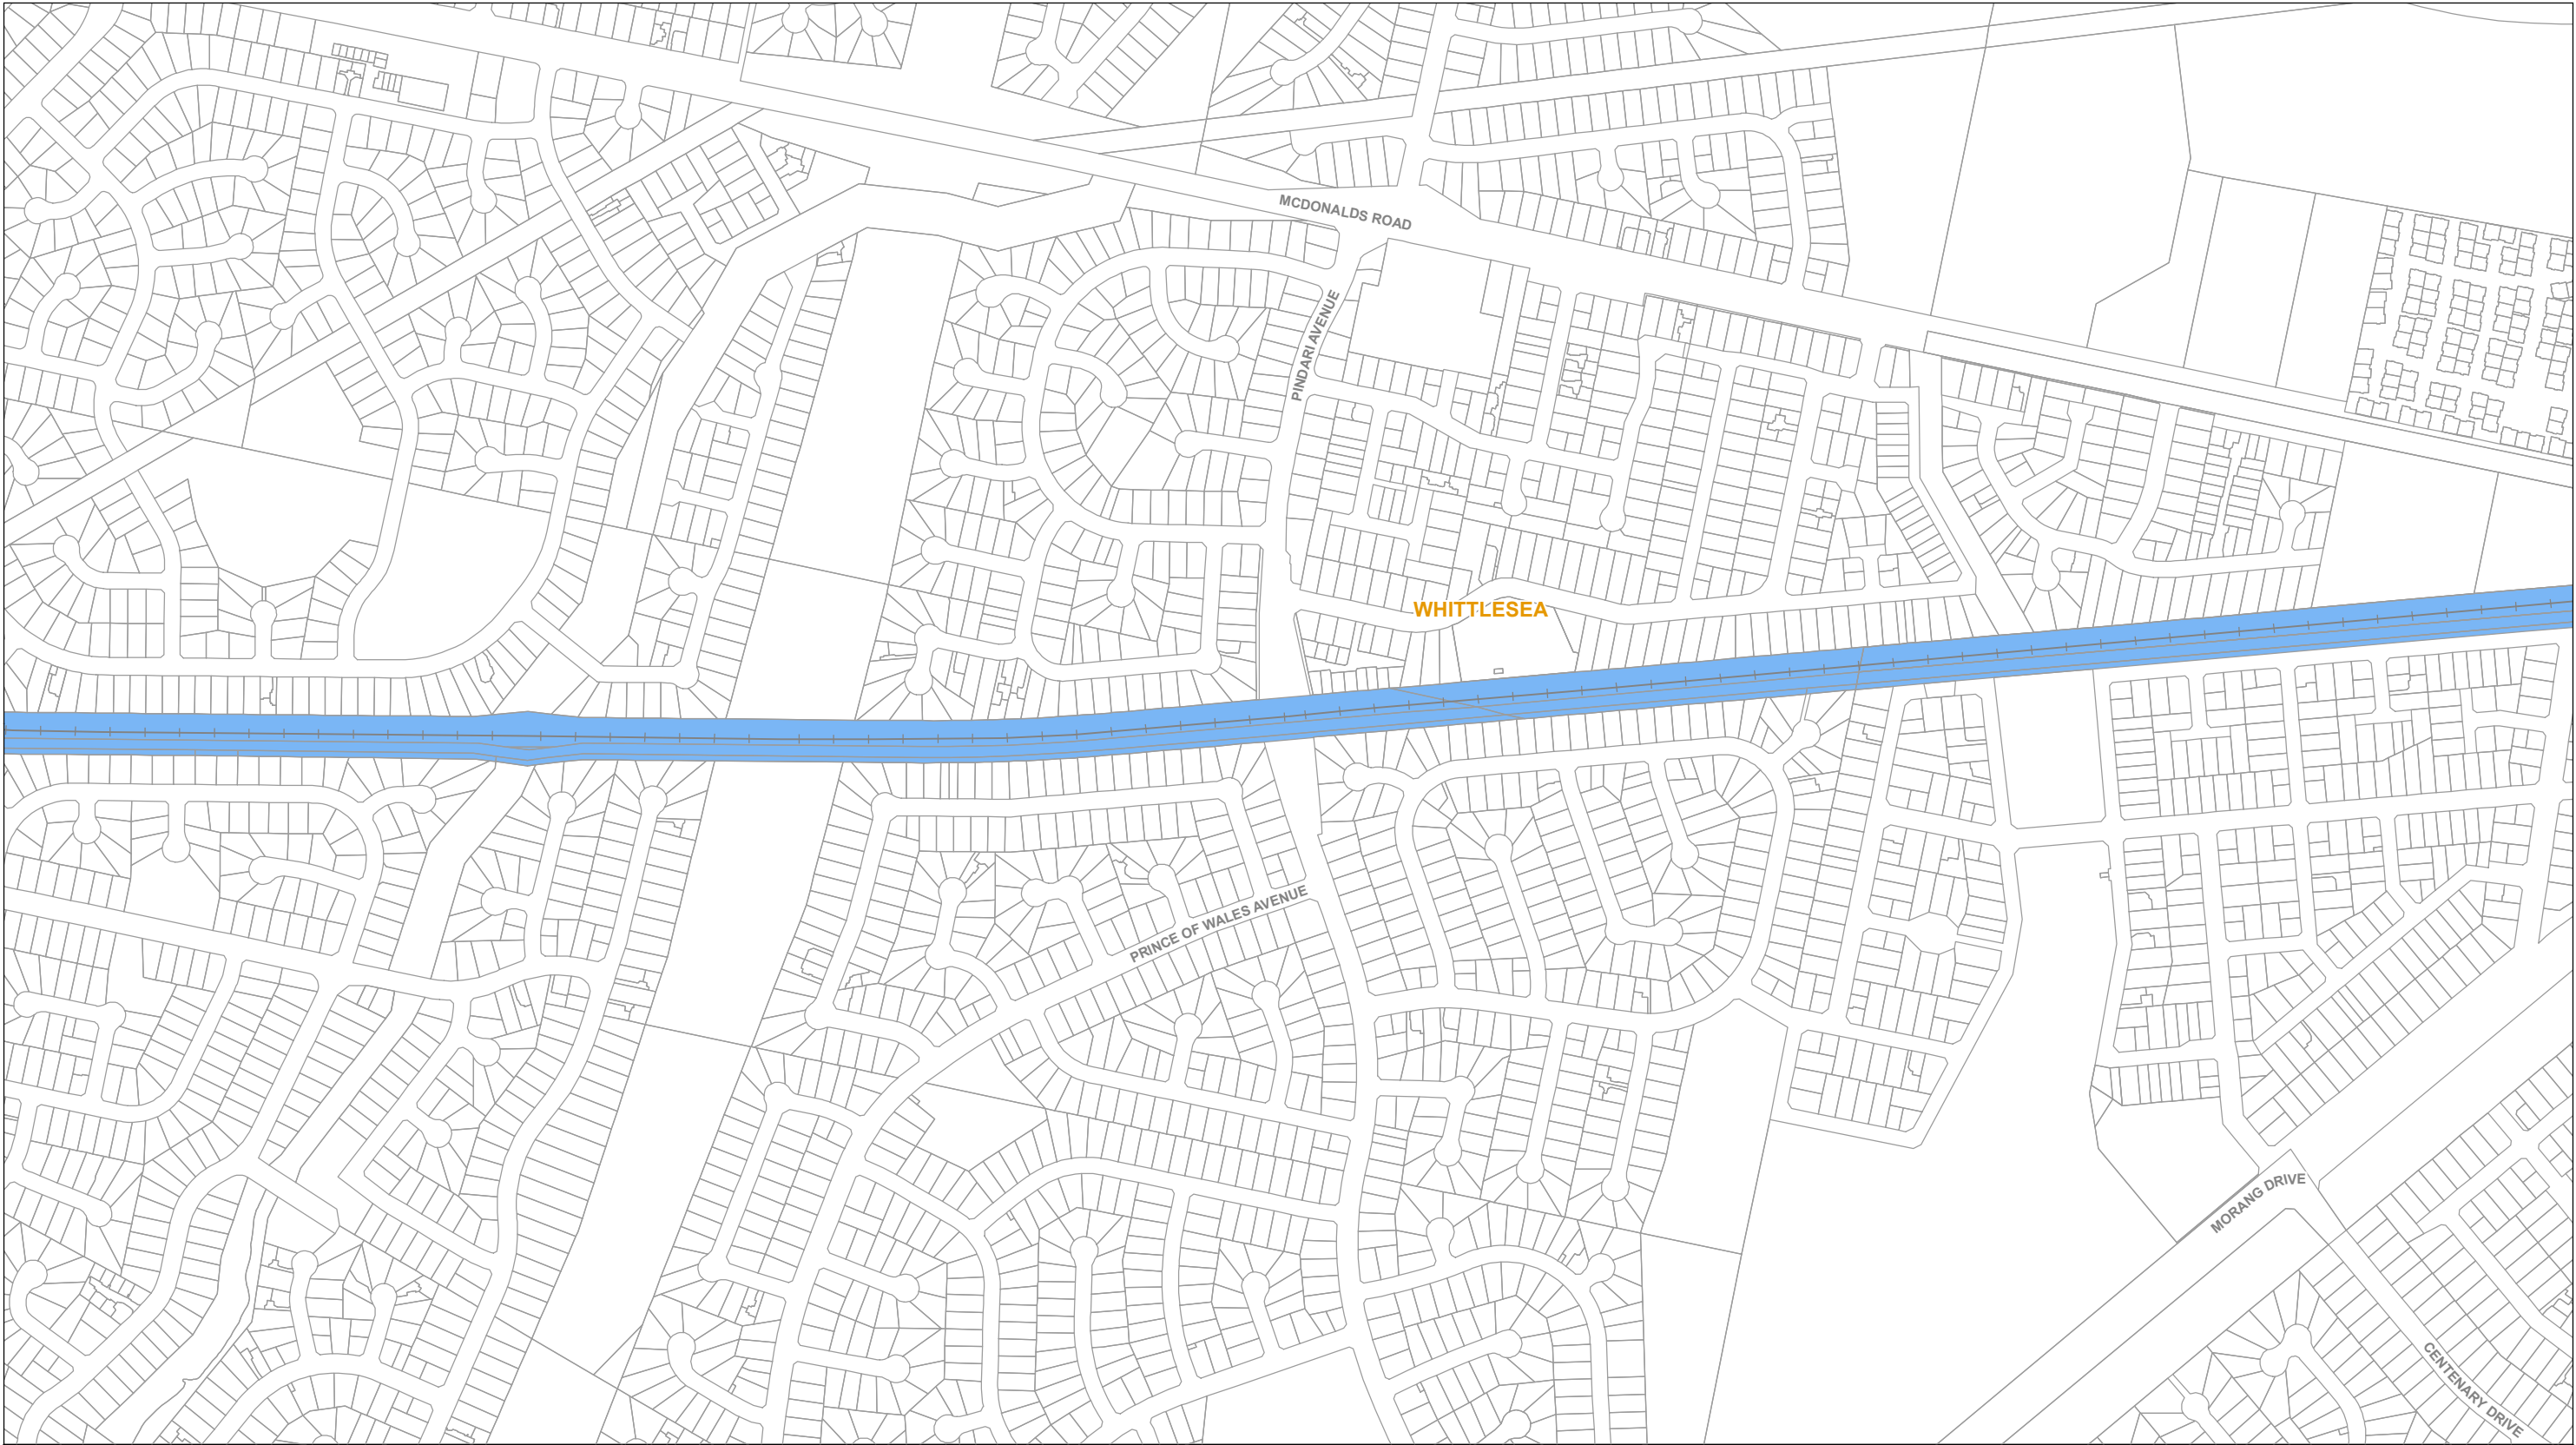 MCDONALDS ROAD
PINDARI AVENUE
WHITTLESEA
PRINCE OF WALES AVENUE
MORANG DRIVE
CENTENARY DRIVE